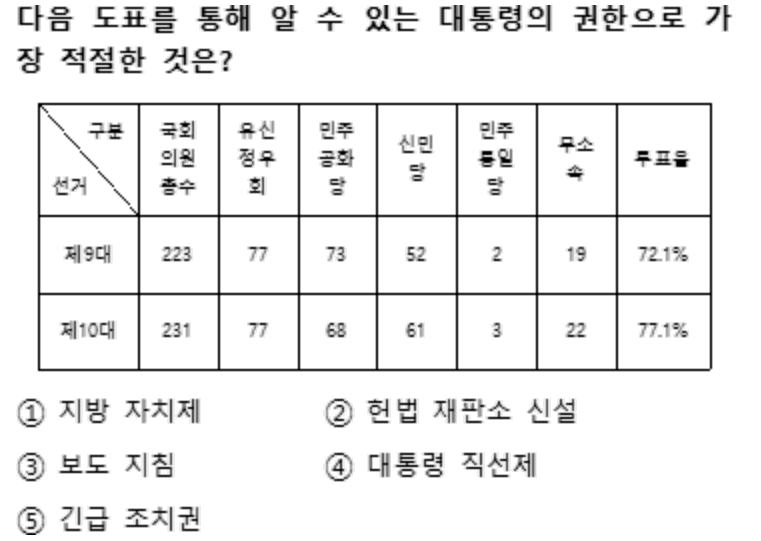 다음 도표를 통해 알 수 있는 대통령의 권한으로 가
장 적절한 것은?
구분 선거 국회 의원 총수 유신 정우 회 민주 공화 당 신민 당 민주 통일 당 무소 속 투표율
제9대 223 77 73 52 2 19 72.1%
제10대 231 77 68 61 3 22 77.1%
① 지방 자치제 ② 헌법 재판소 신설
③ 보도 지침 ④ 대통령 직선제
⑤ 긴급 조치권